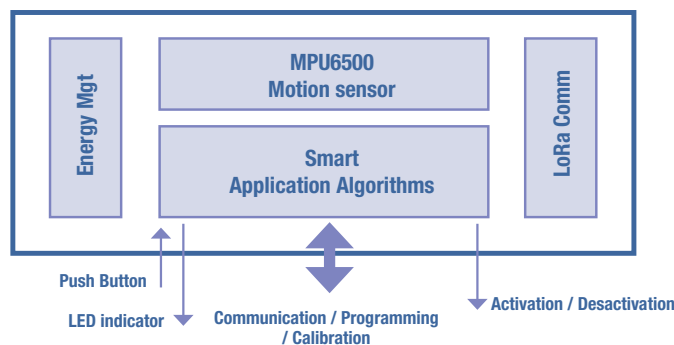 Energy Mgt
MPU6500
Motion sensor
Smart
Application Algorithms
LoRa Comm
Push Button
LED indicator
Communication / Programming
/ Calibration
Activation / Desactivation